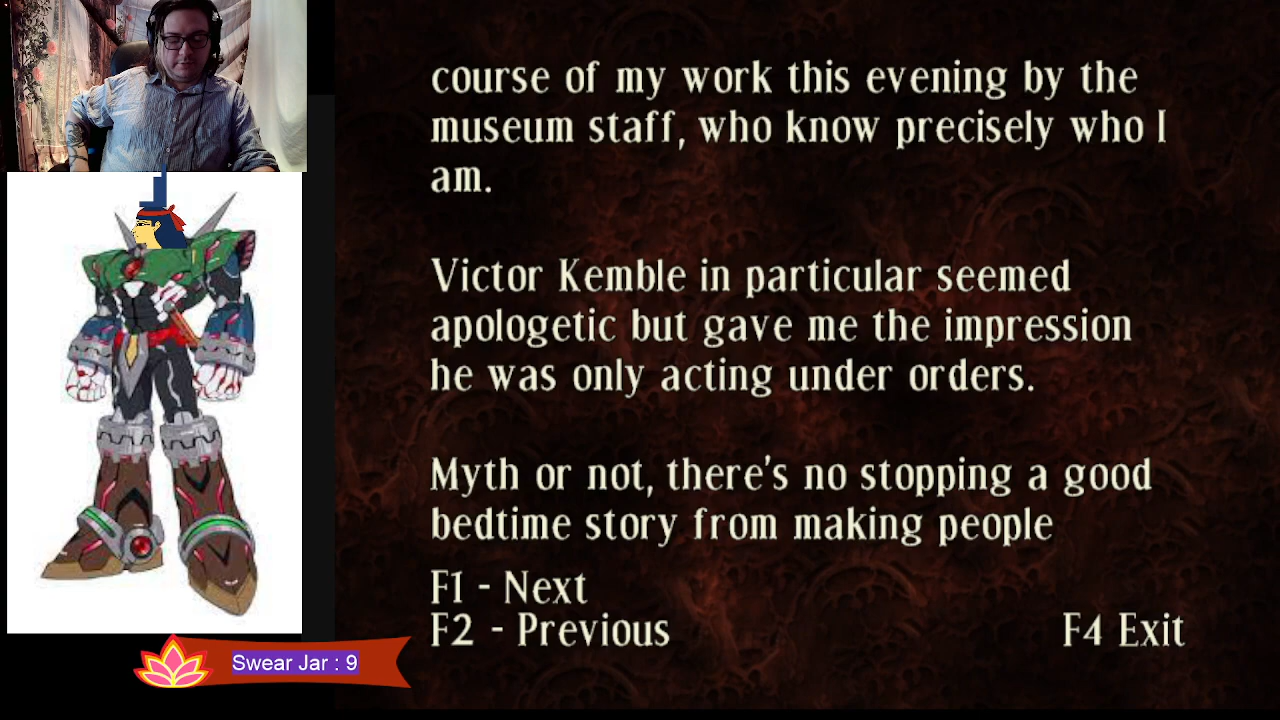 course of my work this evening by the
museum staff, who know precisely who I
am.
Victor Kemble in particular seemed
apologetic but gave me the impression
he was only acting under orders.
Myth or not, there's no stopping a good
bedtime story from making people
F1 - Next
F2 - Previous
F4 Exit
Swear Jar : 9